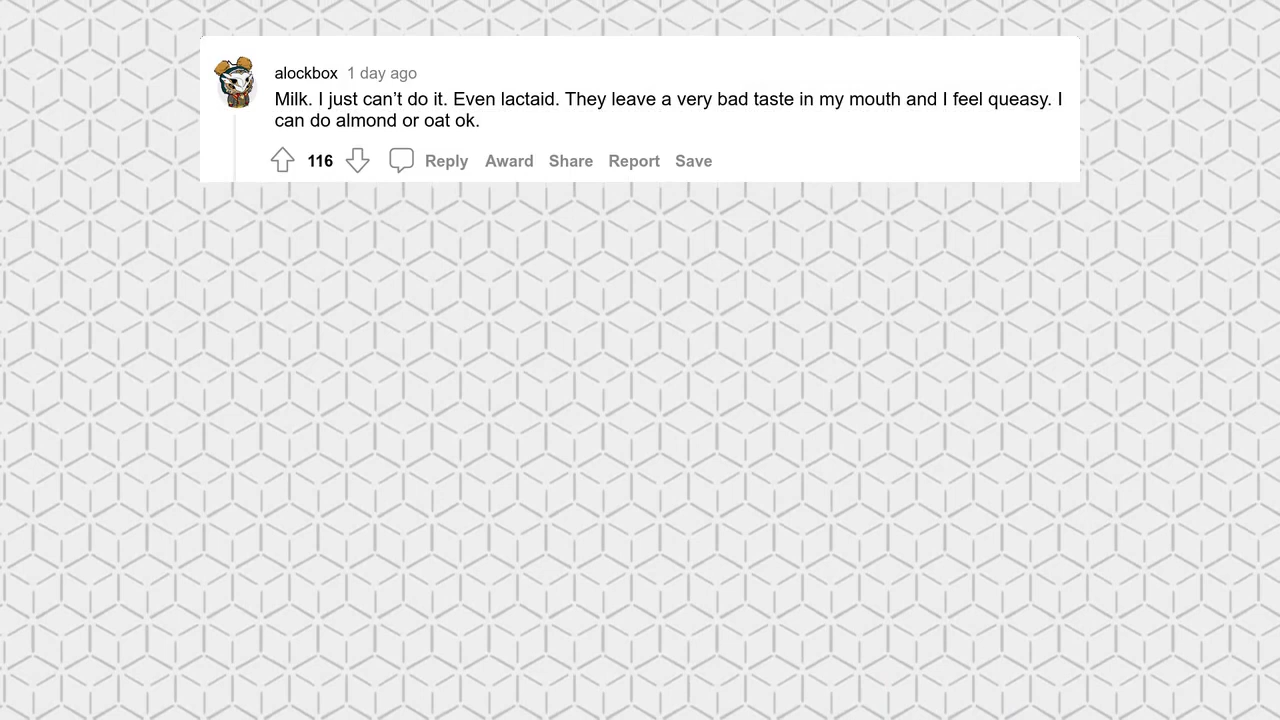 alockbox 1 day ago
Milk. I just can’t do it. Even lactaid. They leave a very bad taste in my mouth and I feel queasy. I
can do almond or oat ok.
116 Reply Award Share Report Save